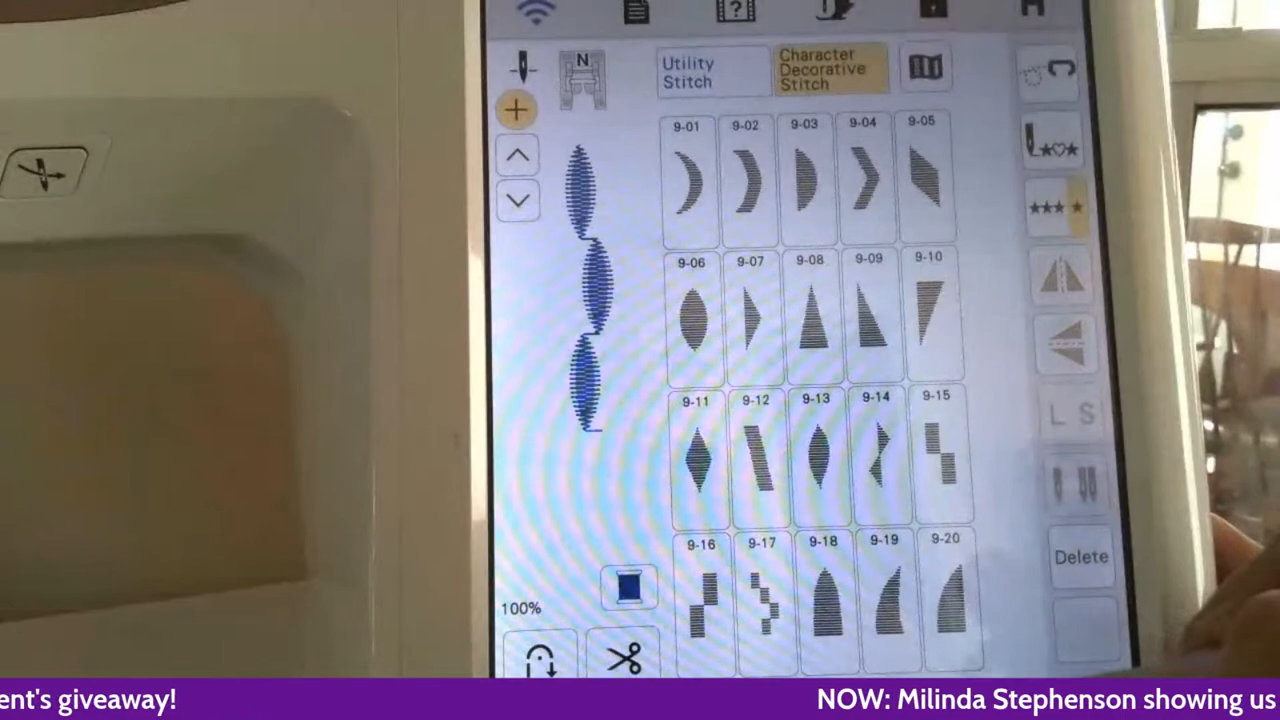 ?
N
Utility
Stitch
Character
Decorative
Stitch
9-01 9-02 9-03 9-04 9-05
9-06 9-07 9-08 9-09 9-10
9-11 9-12 9-13 9-14 9-15
L S
9-16 9-17 9-18 9-19 9-20
Delete
100%
ent's giveaway! NOW: Milinda Stephenson showing us